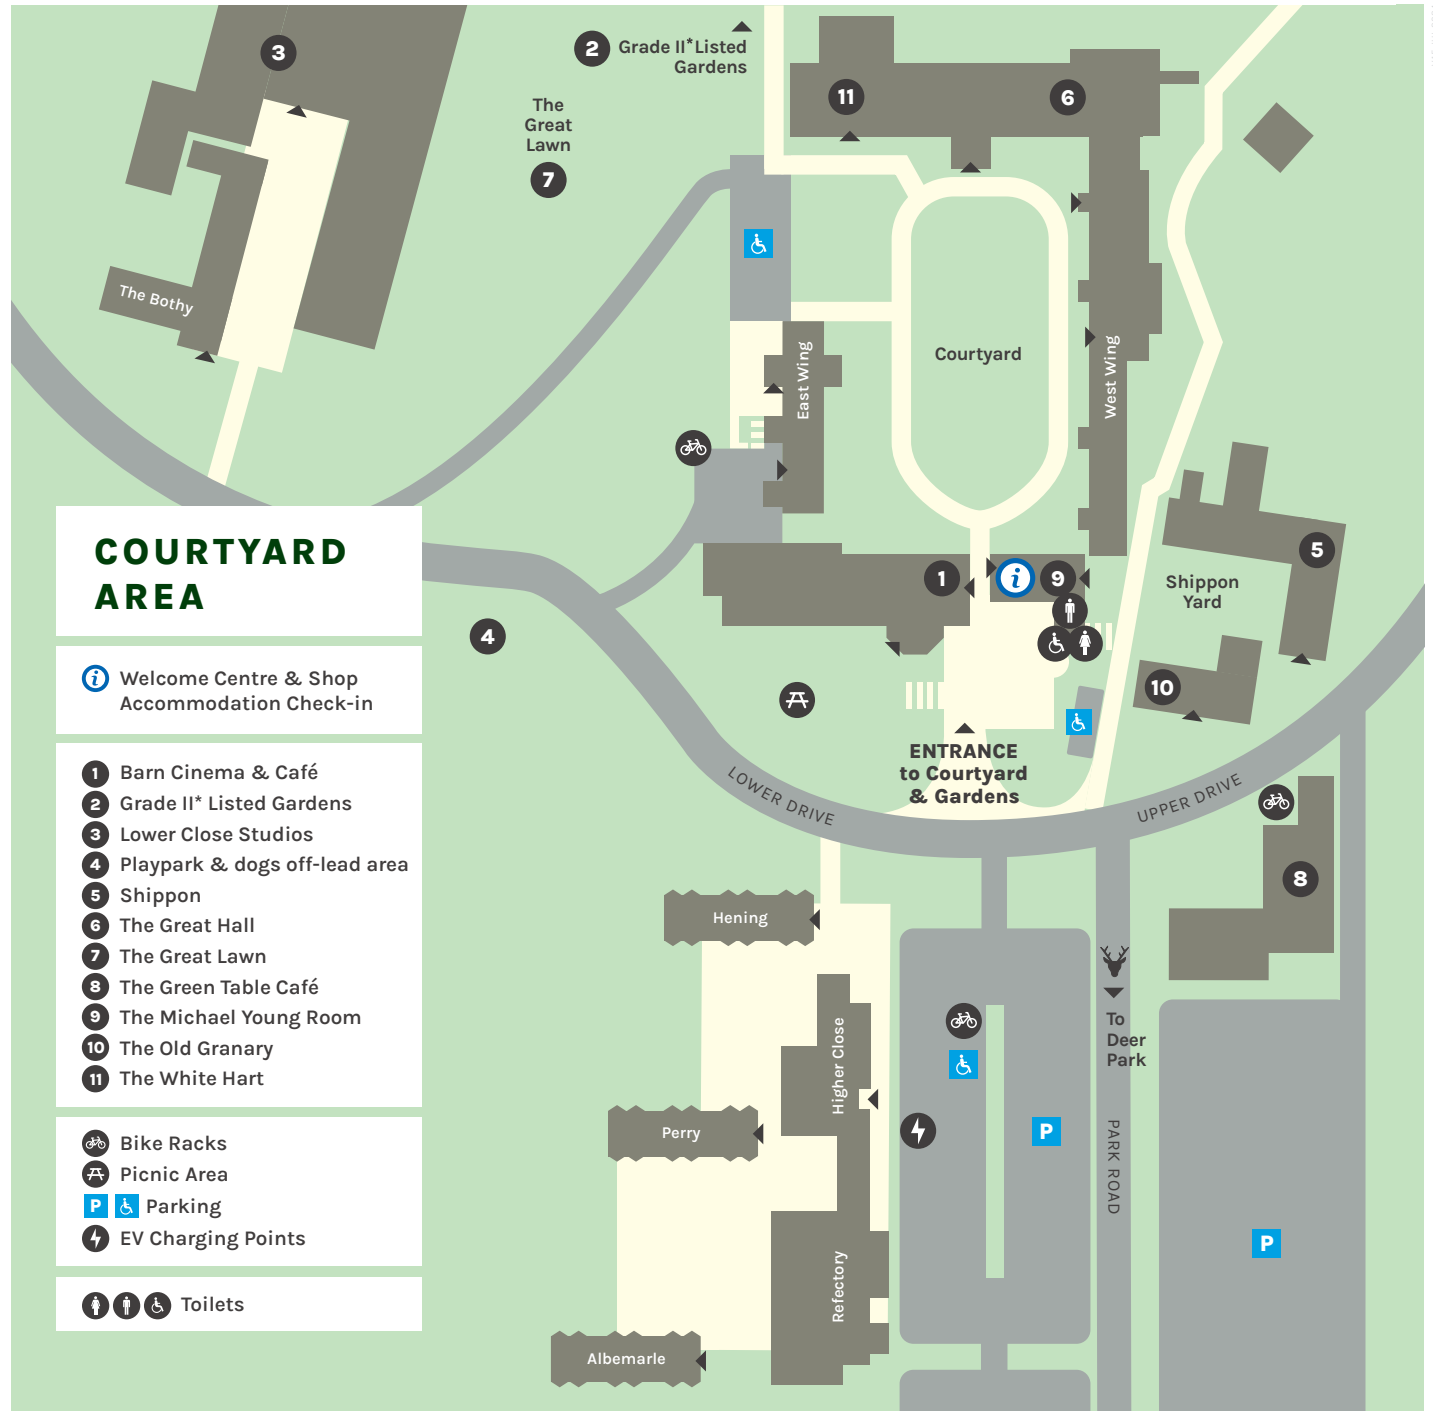 3
2
Grade II* Listed
Gardens
The
Great
Lawn
7
11
6
The Bothy
Courtyard
East Wing
West Wing
5
Shippon
Yard
1
i
9
4
10
ENTRANCE
to Courtyard
& Gardens
LOWER DRIVE
UPPER DRIVE
8
Hening
Higher Close
Perry
Refectory
Albemarle
To
Deer
Park
PARK ROAD
P
P
COURTYARD
AREA
i Welcome Centre & Shop
Accommodation Check-in
1 Barn Cinema & Café
2 Grade II* Listed Gardens
3 Lower Close Studios
4 Playpark & dogs off-lead area
5 Shippon
6 The Great Hall
7 The Great Lawn
8 The Green Table Café
9 The Michael Young Room
10 The Old Granary
11 The White Hart
Bike Racks
Picnic Area
P Parking
EV Charging Points
Toilets